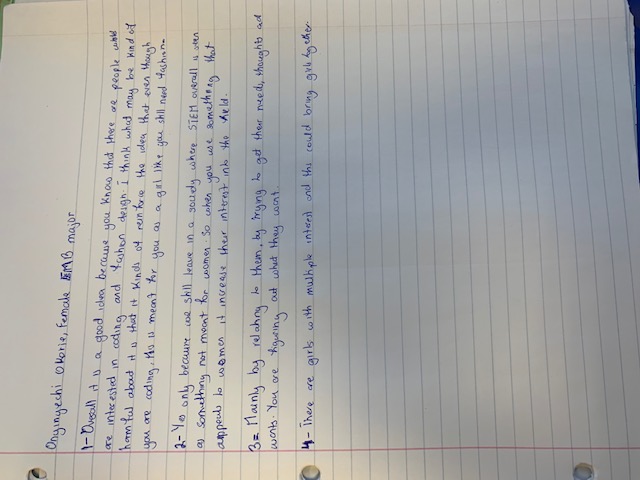 Onyinyechi Okorie, Female EMB major
1- Overall it is a good idea because you know that there are people who
are interested in coding and fashion design. I think what may be kind of
harmful about it is that it kinds of reinforce the idea that even though
you are coding, this is meant for you as a girl like you still need fashion.
2- Yes only because we still leave in a society where STEM overall is seen
as something not meant for women. So when you use something that
appeals to women it increase their interest into the field.
3= Mainly by relating to them, by trying to get their need, thoughts ad
wants. You are figuring out what they want.
4- There are girls with multiple interest and this could bring girls together.